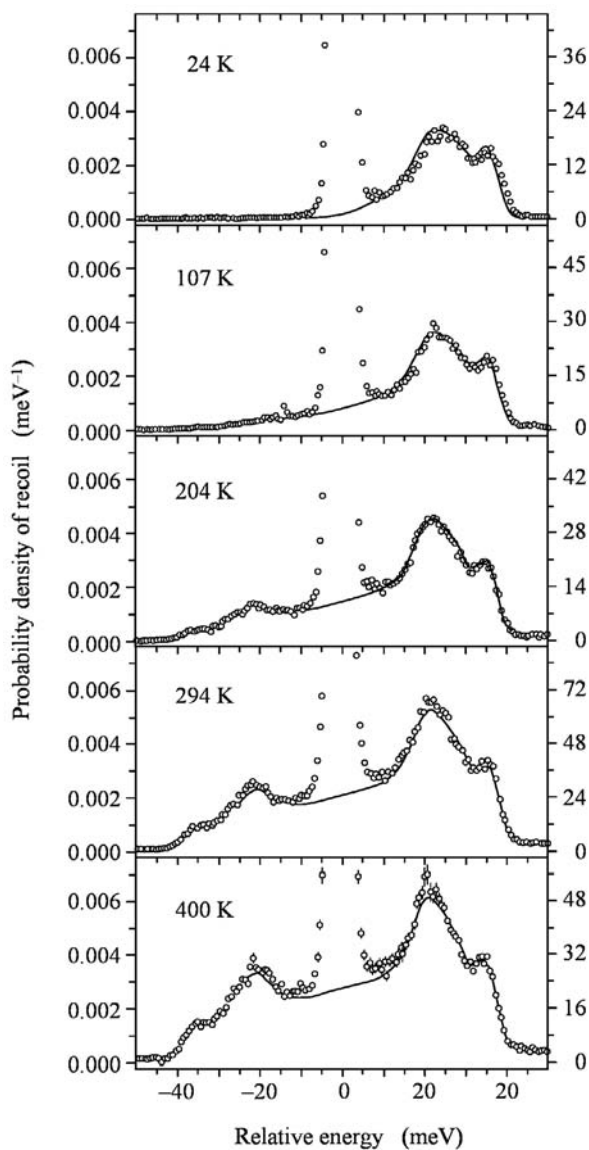 Probability density of recoil (meV⁻¹)
0.006 36
24 K
0.004 24
0.002 12
0.000 0
0.006 45
107 K
0.004 30
0.002 15
0.000 0
0.006 42
204 K
0.004 28
0.002 14
0.000 0
0.006 72
294 K
0.004 48
0.002 24
0.000 0
0.006 48
400 K
0.004 32
0.002 16
0.000 0
–40 –20 0 20 20
Relative energy (meV)